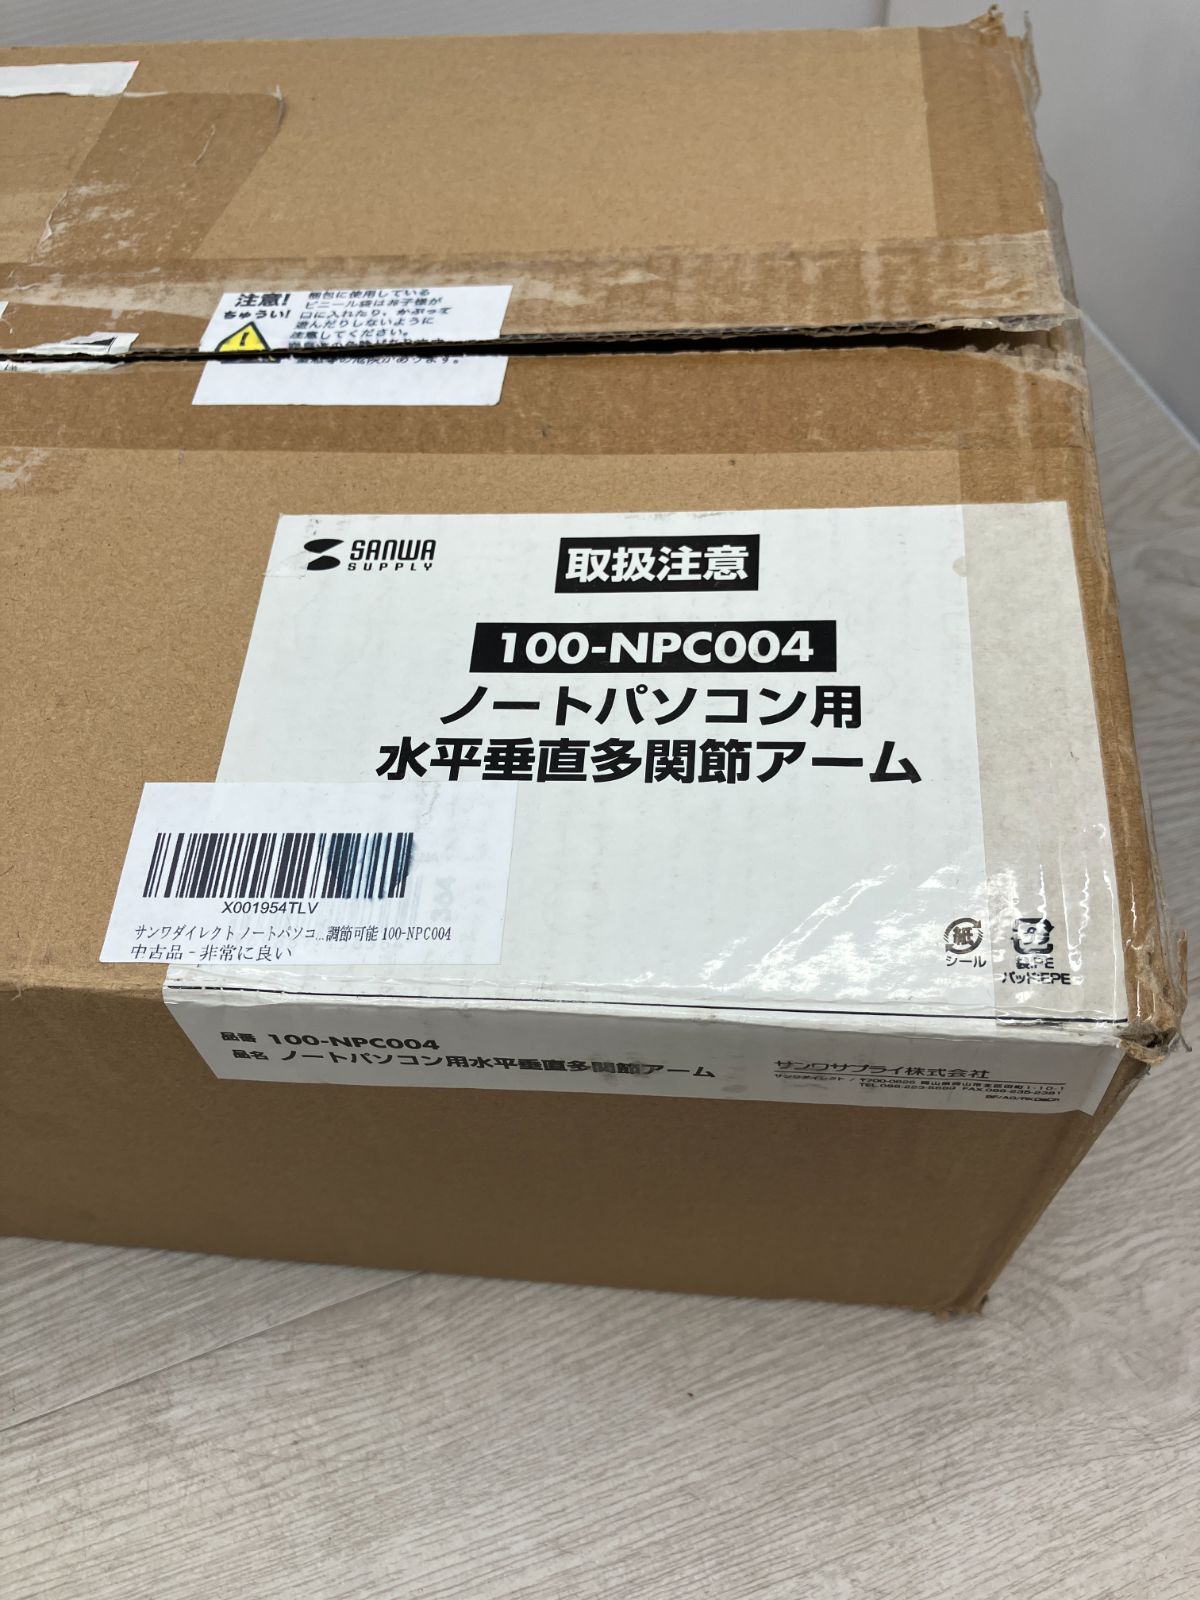 注意!
ちゅうい!
梱包に使用している
ビニール袋はお子様が
口に入れたり、かぶって
遊んだりしないように
注意してください。
SANWA
SUPPLY
取扱注意
100-NPC004
ノートパソコン用
水平垂直多関節アーム
X001954TLV
サンワダイレクト ノートパソコ...調節可能 100-NPC004
中古品 - 非常に良い
紙
シール
プラ
袋:PE
パッド:EPE
品番 100-NPC004
品名 ノートパソコン用水平垂直多関節アーム
サンワサプライ株式会社